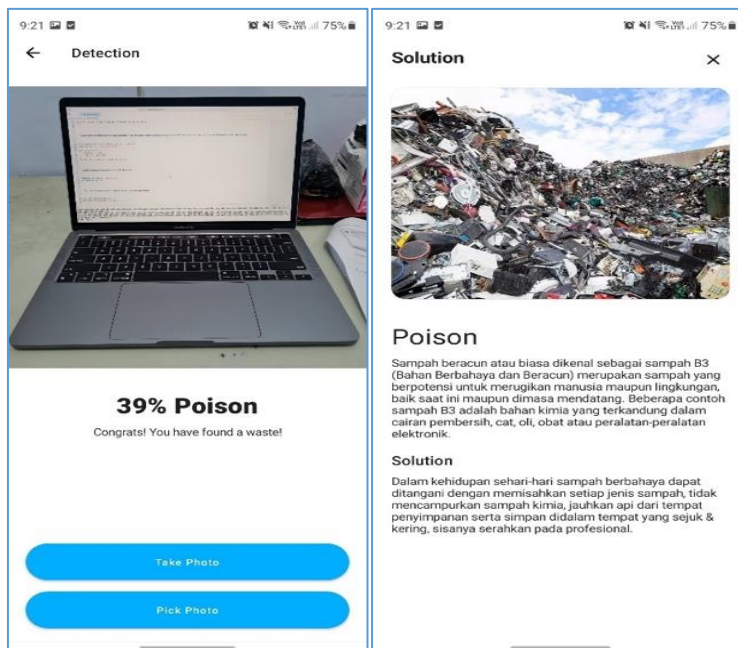 9:21
75%
Detection
39% Poison
Congrats! You have found a waste!
Take Photo
Pick Photo
9:21
75%
Solution
Poison
Sampah beracun atau biasa dikenal sebagai sampah B3
(Bahan Berbahaya dan Beracun) merupakan sampah yang
berpotensi untuk merugikan manusia maupun lingkungan,
baik saat ini maupun dimasa mendatang. Beberapa contoh
sampah B3 adalah bahan kimia yang terkandung dalam
cairan pembersih, cat, oli, obat atau peralatan-peralatan
elektronik.
Solution
Dalam kehidupan sehari-hari sampah berbahaya dapat
ditangani dengan memisahkan setiap jenis sampah, tidak
mencampurkan sampah kimia, jauhkan api dari tempat
penyimpanan serta simpan didalam tempat yang sejuk &
kering, sisanya serahkan pada profesional.